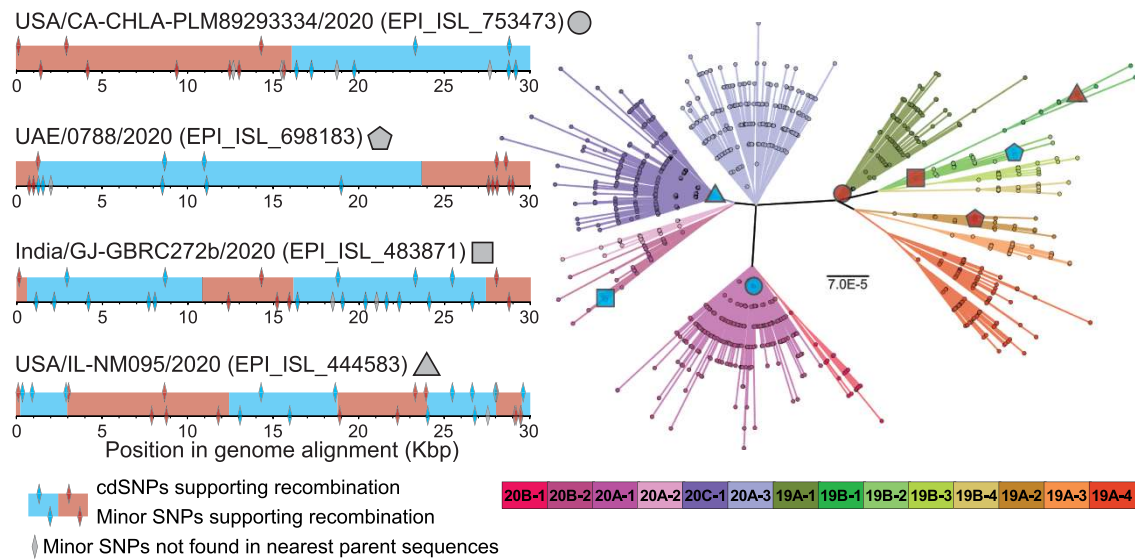 USA/CA-CHLA-PLM89293334/2020 (EPI_ISL_753473)
0 5 10 15 20 25 30
UAE/0788/2020 (EPI_ISL_698183)
0 5 10 15 20 25 30
India/GJ-GBRC272b/2020 (EPI_ISL_483871)
0 5 10 15 20 25 30
USA/IL-NM095/2020 (EPI_ISL_444583)
0 5 10 15 20 25 30
Position in genome alignment (Kbp)
cdSNPs supporting recombination
Minor SNPs supporting recombination
Minor SNPs not found in nearest parent sequences
7.0E-5
20B-1 20B-2 20A-1 20A-2 20C-1 20A-3 19A-1 19B-1 19B-2 19B-3 19B-4 19A-2 19A-3 19A-4